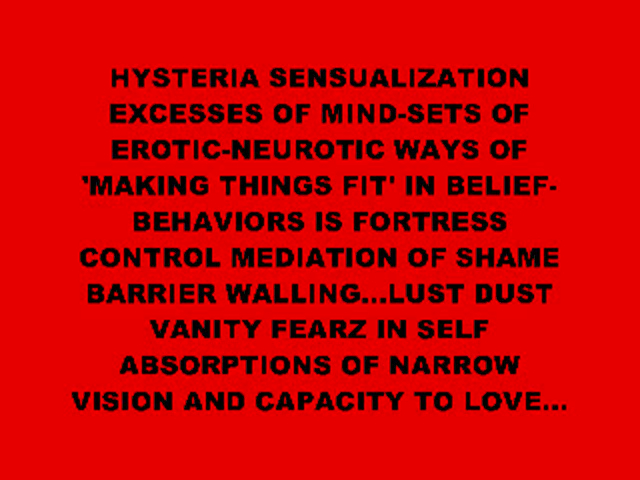 HYSTERIA SENSUALIZATION
EXCESSES OF MIND-SETS OF
EROTIC-NEUROTIC WAYS OF
'MAKING THINGS FIT' IN BELIEF-
BEHAVIORS IS FORTRESS
CONTROL MEDIATION OF SHAME
BARRIER WALLING...LUST DUST
VANITY FEARZ IN SELF
ABSORPTIONS OF NARROW
VISION AND CAPACITY TO LOVE...